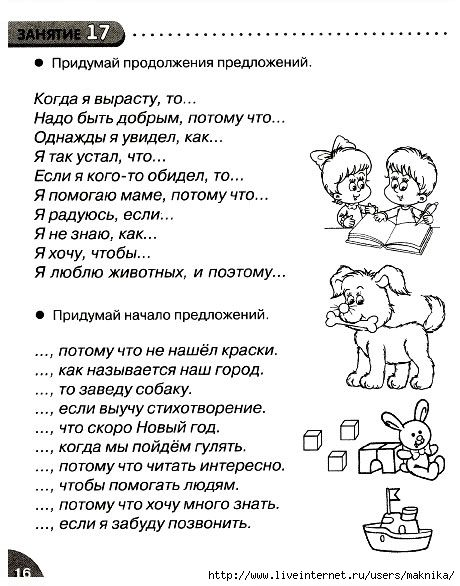 ЗАНЯТИЕ 17
● Придумай продолжения предложений.
Когда я вырасту, то...
Надо быть добрым, потому что...
Однажды я увидел, как...
Я так устал, что...
Если я кого-то обидел, то...
Я помогаю маме, потому что...
Я радуюсь, если...
Я не знаю, как...
Я хочу, чтобы...
Я люблю животных, и поэтому...
● Придумай начало предложений.
..., потому что не нашёл краски.
..., как называется наш город.
..., то заведу собаку.
..., если выучу стихотворение.
..., что скоро Новый год.
..., когда мы пойдём гулять.
..., потому что читать интересно.
..., чтобы помогать людям.
..., потому что хочу много знать.
..., если я забуду позвонить.
16
http://www.liveinternet.ru/users/maknika/